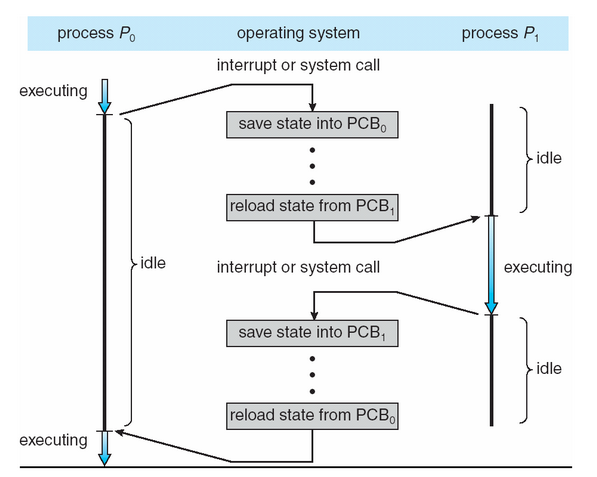 process P0 operating system process P1
interrupt or system call
executing
save state into PCB0
idle
reload state from PCB1
idle
interrupt or system call
executing
save state into PCB1
idle
reload state from PCB0
executing